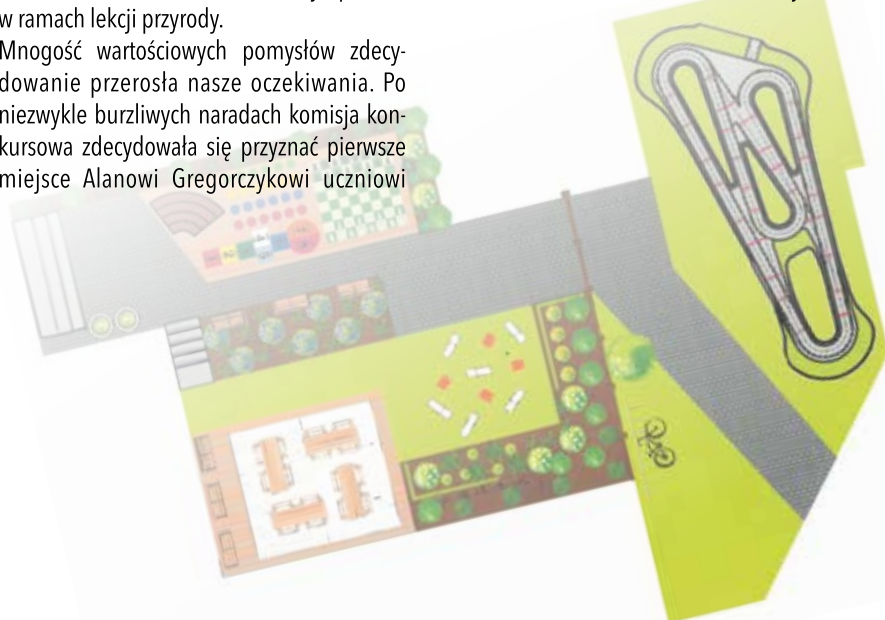 w ramach lekcji przyrody.
Mnogość wartościowych pomysłów zdecy-
dowanie przerosła nasze oczekiwania. Po
niezwykle burzliwych naradach komisja kon-
kursowa zdecydowała się przyznać pierwsze
miejsce Alanowi Gregorczykowi uczniowi